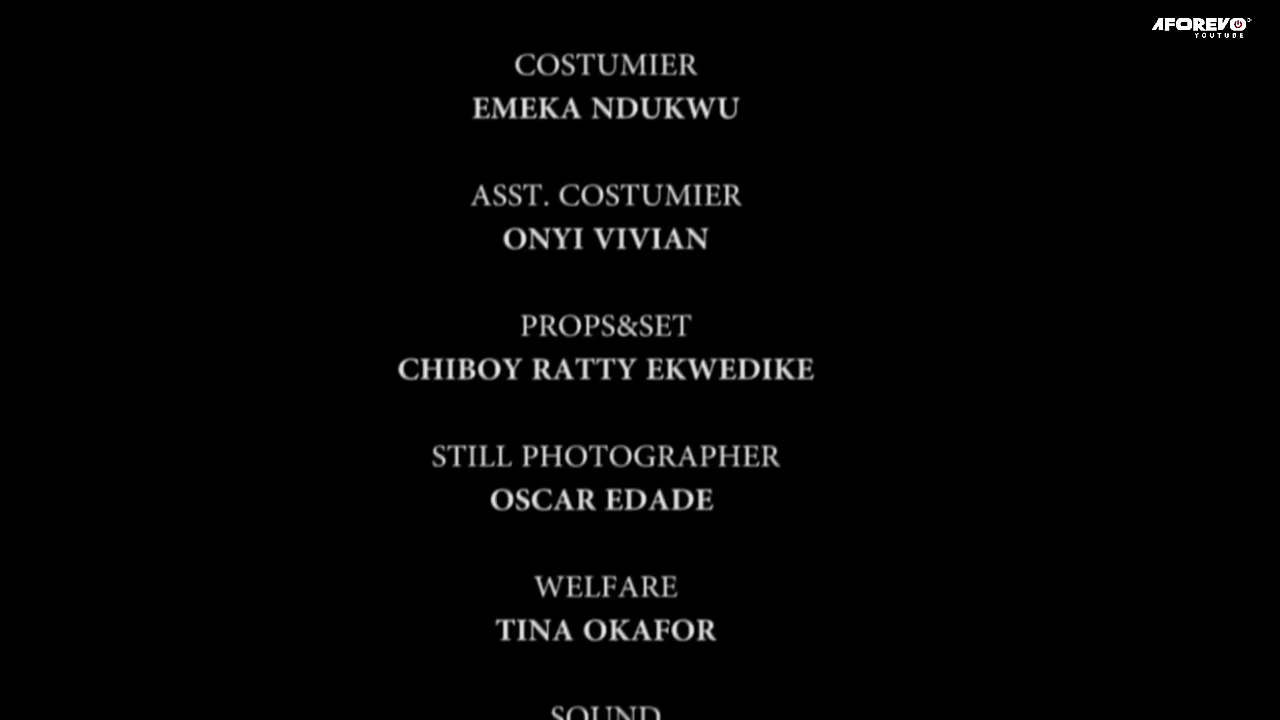 AFOREVO
YOUTUBE
COSTUMIER
EMEKA NDUKWU
ASST. COSTUMIER
ONYI VIVIAN
PROPS&SET
CHIBOY RATTY EKWEDIKE
STILL PHOTOGRAPHER
OSCAR EDADE
WELFARE
TINA OKAFOR
SOUND